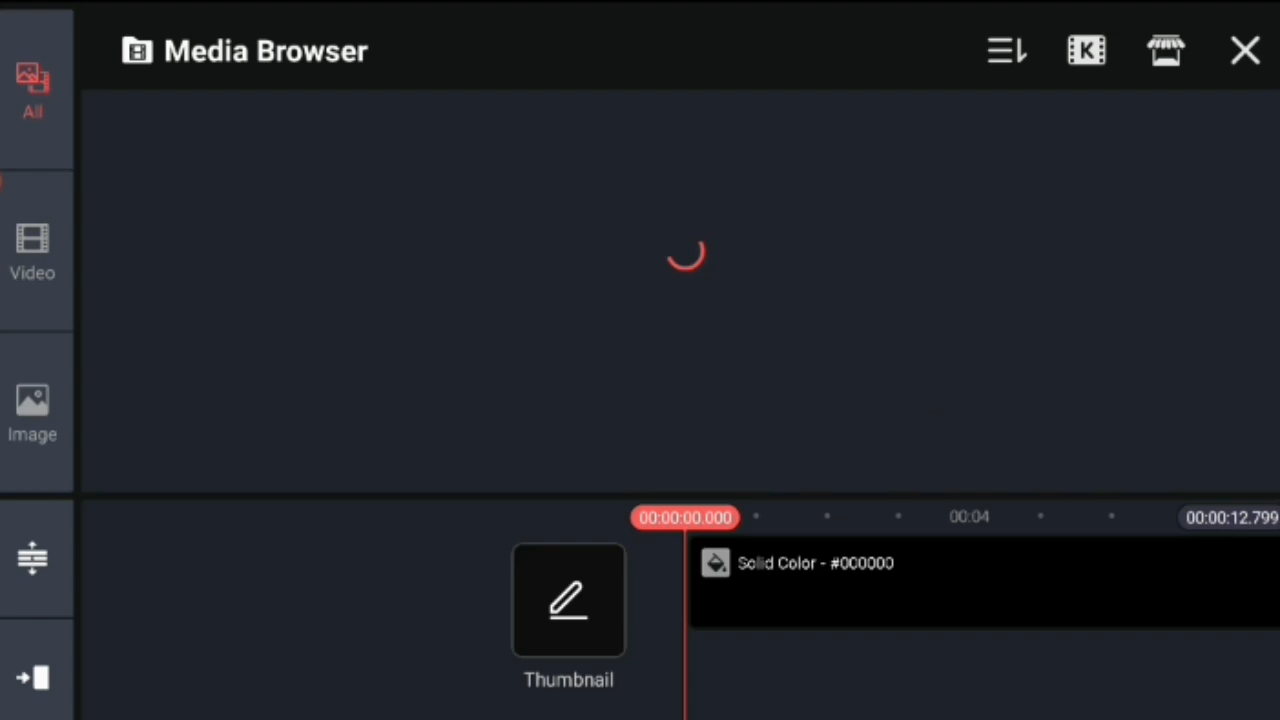 Media Browser
K
All
Video
Image
00:00:00.000
00:04
00:00:12.799
Solid Color - #000000
Thumbnail